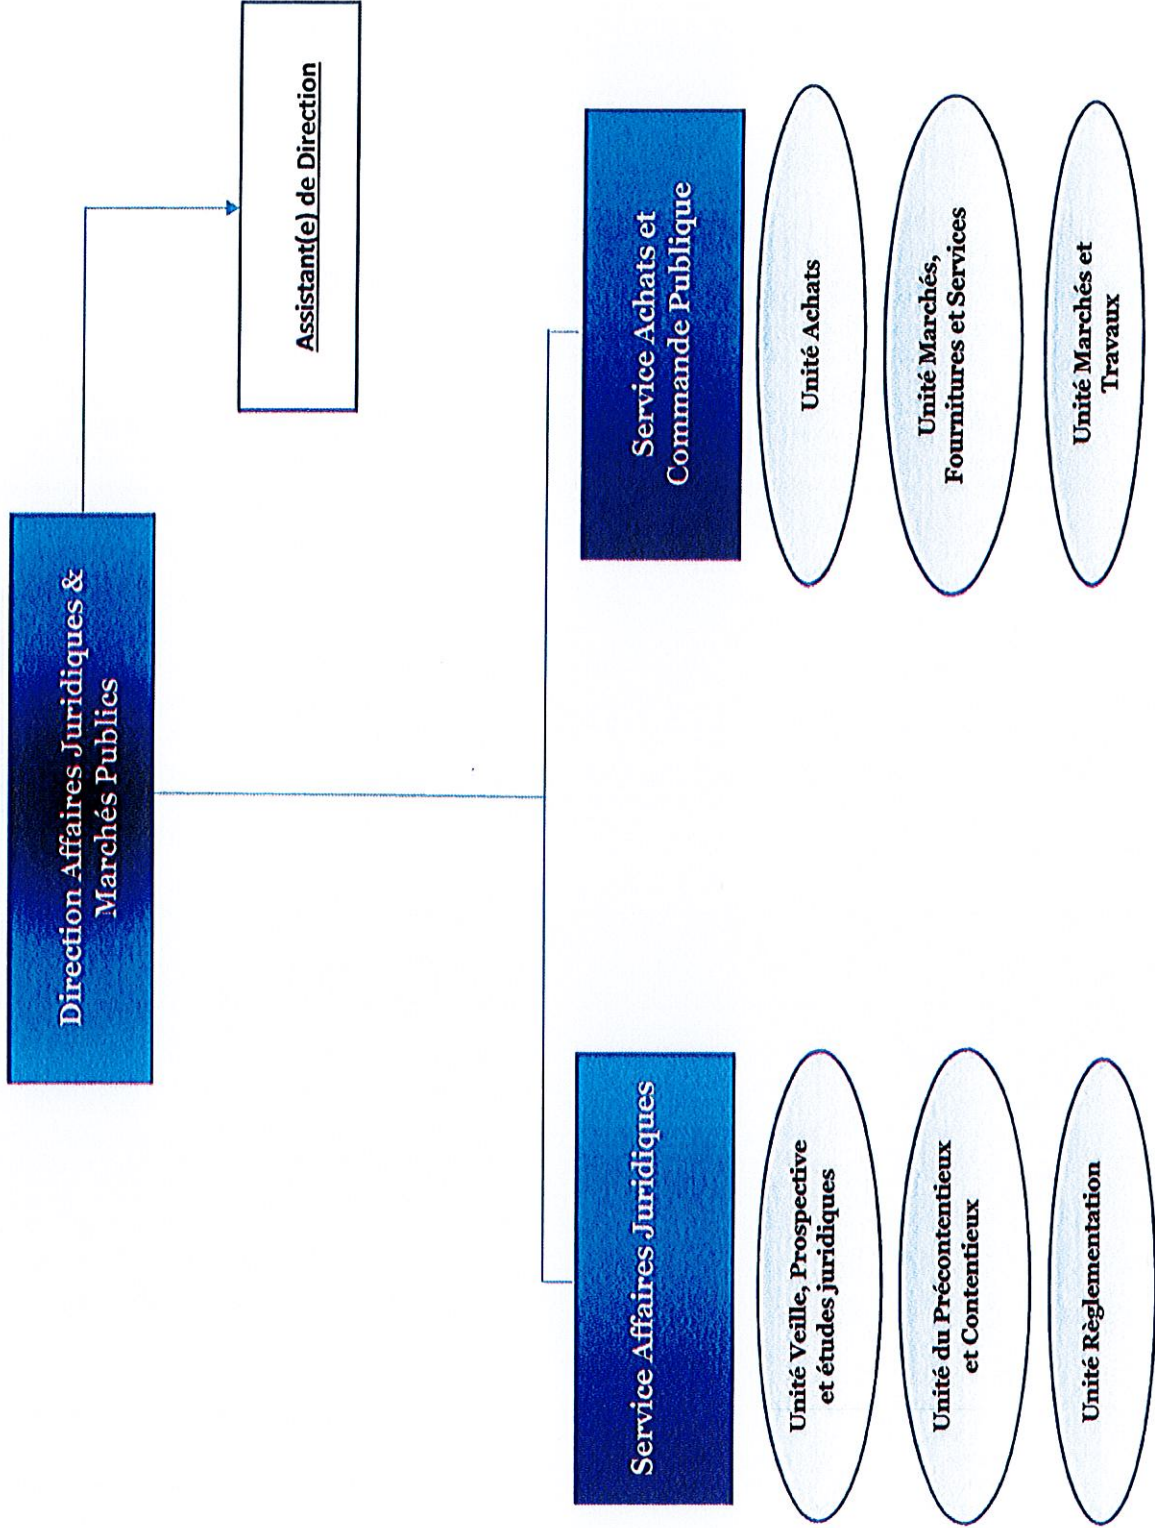 Direction Affaires Juridiques &
Marchés Publics
Assistant(e) de Direction
Service Affaires Juridiques
Unité Veille, Prospective
et études juridiques
Unité du Précontentieux
et Contentieux
Unité Règlementation
Service Achats et
Commande Publique
Unité Achats
Unité Marchés,
Fournitures et Services
Unité Marchés et
Travaux